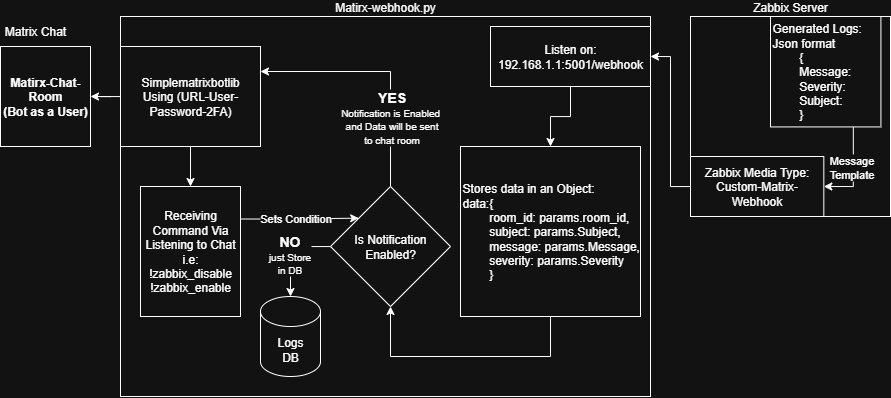 Matrix Chat
Matirx-webhook.py
Zabbix Server
Matirx-Chat-
Room
(Bot as a User)
Simplematrixbotlib
Using (URL-User-
Password-2FA)
YES
Notification is Enabled
and Data will be sent
to chat room
Listen on:
192.168.1.1:5001/webhook
Generated Logs:
Json format
{
Message:
Severity:
Subject:
}
Message
Template
Zabbix Media Type:
Custom-Matrix-
Webhook
Receiving
Command Via
Listening to Chat
i.e:
!zabbix_disable
!zabbix_enable
Sets Condition
NO
just Store
in DB
Is Notification
Enabled?
Stores data in an Object:
data:{
room_id: params.room_id,
subject: params.Subject,
message: params.Message,
severity: params.Severity
}
Logs
DB